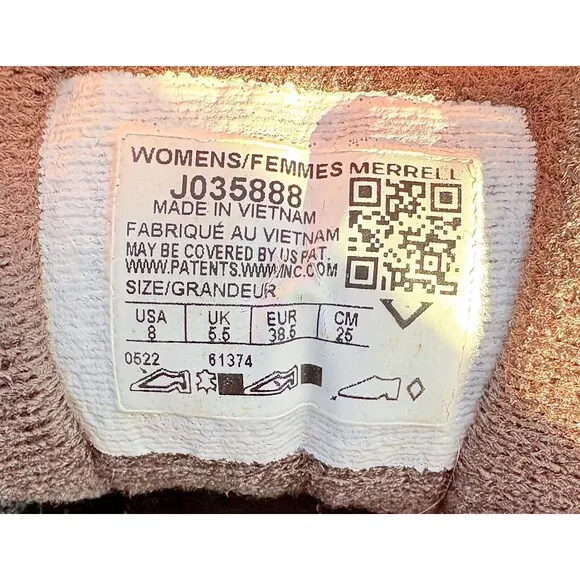 WOMENS/FEMMES MERRELL
J035888
MADE IN VIETNAM
FABRIQUÉ AU VIETNAM
MAY BE COVERED BY US PAT.
WWW.PATENTS.WWWINC.COM
SIZE/GRANDEUR
USA UK EUR CM
8 5.5 38.5 25
0522 61374